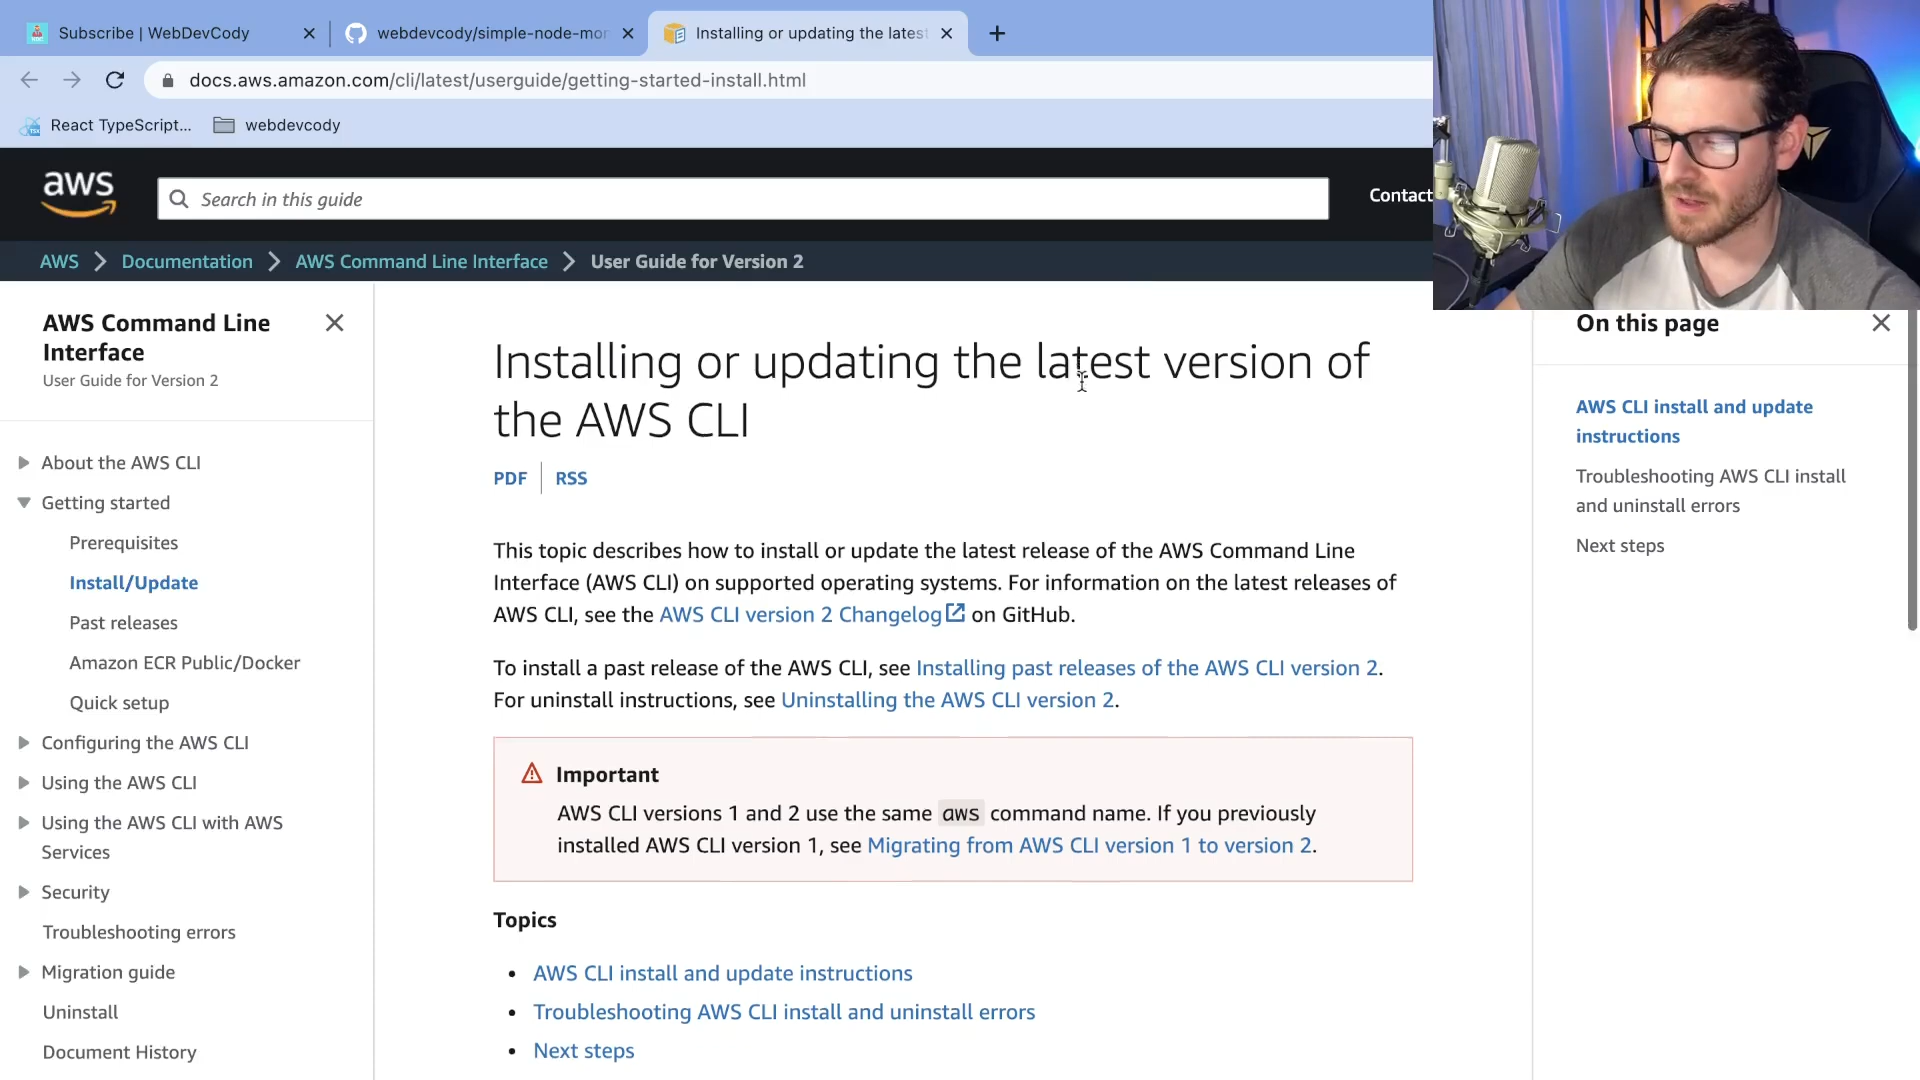 Subscribe | WebDevCody
webdevcody/simple-node-mon
Installing or updating the latest
docs.aws.amazon.com/cli/latest/userguide/getting-started-install.html
React TypeScript...
webdevcody
aws
Search in this guide
Contact
AWS
Documentation
AWS Command Line Interface
User Guide for Version 2
AWS Command Line
Interface
User Guide for Version 2
About the AWS CLI
Getting started
Prerequisites
Install/Update
Past releases
Amazon ECR Public/Docker
Quick setup
Configuring the AWS CLI
Using the AWS CLI
Using the AWS CLI with AWS
Services
Security
Troubleshooting errors
Migration guide
Uninstall
Document History
Installing or updating the latest version of
the AWS CLI
PDF
RSS
This topic describes how to install or update the latest release of the AWS Command Line
Interface (AWS CLI) on supported operating systems. For information on the latest releases of
AWS CLI, see the AWS CLI version 2 Changelog on GitHub.
To install a past release of the AWS CLI, see Installing past releases of the AWS CLI version 2.
For uninstall instructions, see Uninstalling the AWS CLI version 2.
Important
AWS CLI versions 1 and 2 use the same aws command name. If you previously
installed AWS CLI version 1, see Migrating from AWS CLI version 1 to version 2.
Topics
• AWS CLI install and update instructions
• Troubleshooting AWS CLI install and uninstall errors
• Next steps
On this page
AWS CLI install and update
instructions
Troubleshooting AWS CLI install
and uninstall errors
Next steps